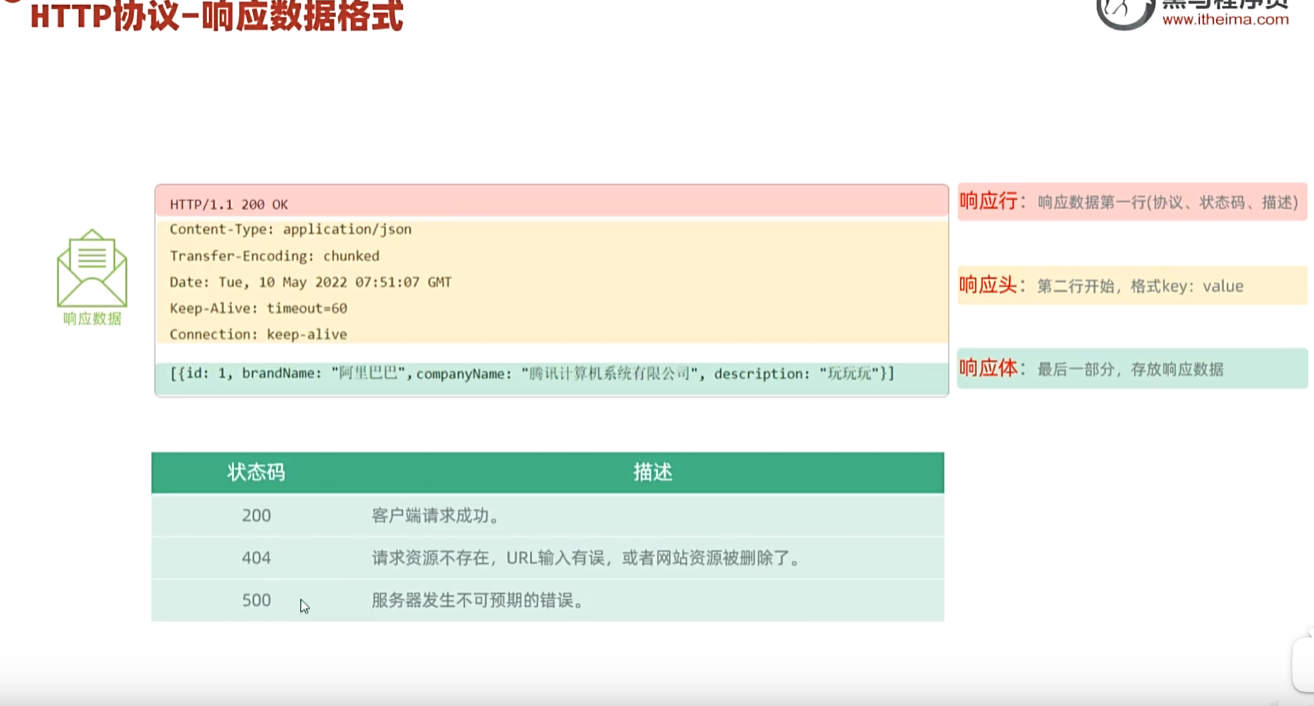 HTTP协议-响应数据格式
黑马程序员
www.itheima.com
响应数据
HTTP/1.1 200 OK
Content-Type: application/json
Transfer-Encoding: chunked
Date: Tue, 10 May 2022 07:51:07 GMT
Keep-Alive: timeout=60
Connection: keep-alive
[{id: 1, brandName: "阿里巴巴",companyName: "腾讯计算机系统有限公司", description: "玩玩玩"}]
响应行：响应数据第一行(协议、状态码、描述)
响应头：第二行开始，格式key：value
响应体：最后一部分，存放响应数据
状态码 描述
200 客户端请求成功。
404 请求资源不存在，URL输入有误，或者网站资源被删除了。
500 服务器发生不可预期的错误。